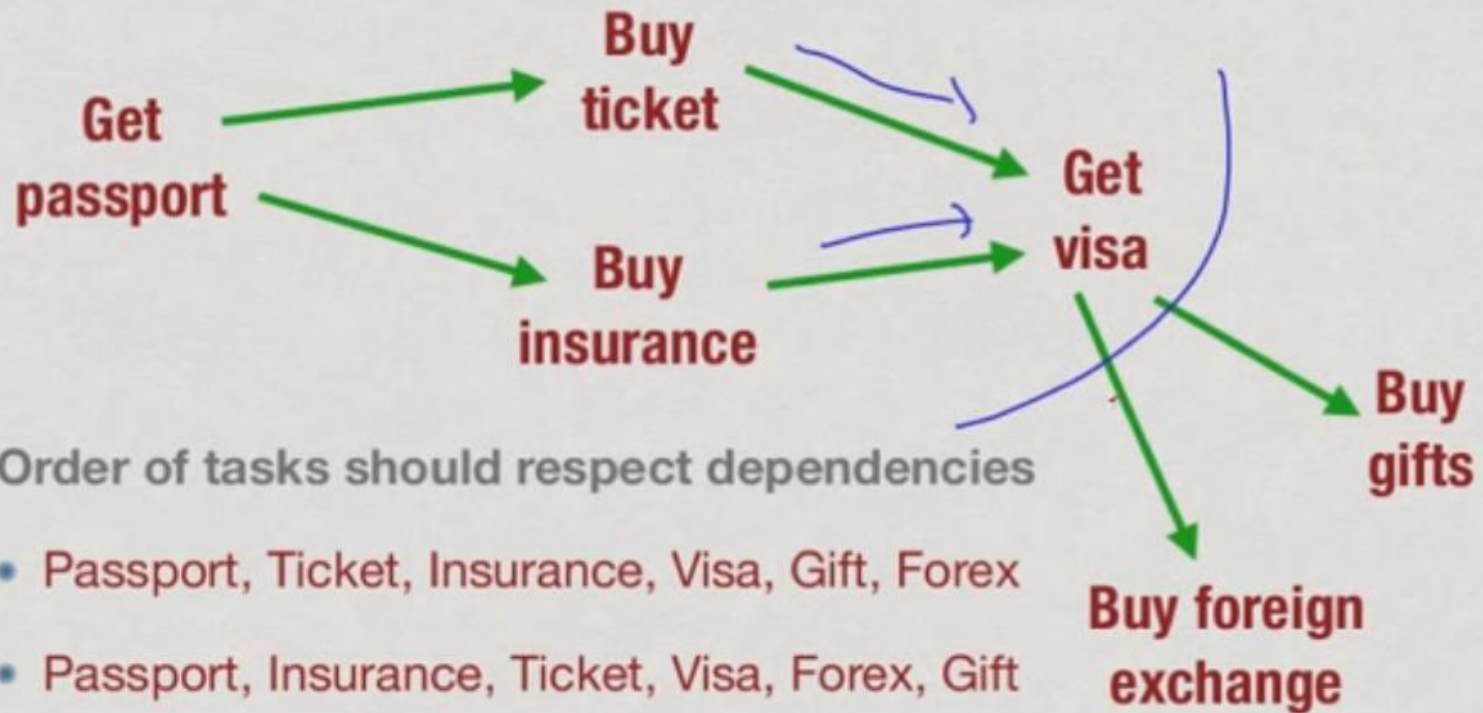 Get
passport
Buy
ticket
Buy
insurance
Get
visa
Buy
gifts
Buy foreign
exchange
Order of tasks should respect dependencies
• Passport, Ticket, Insurance, Visa, Gift, Forex
• Passport, Insurance, Ticket, Visa, Forex, Gift